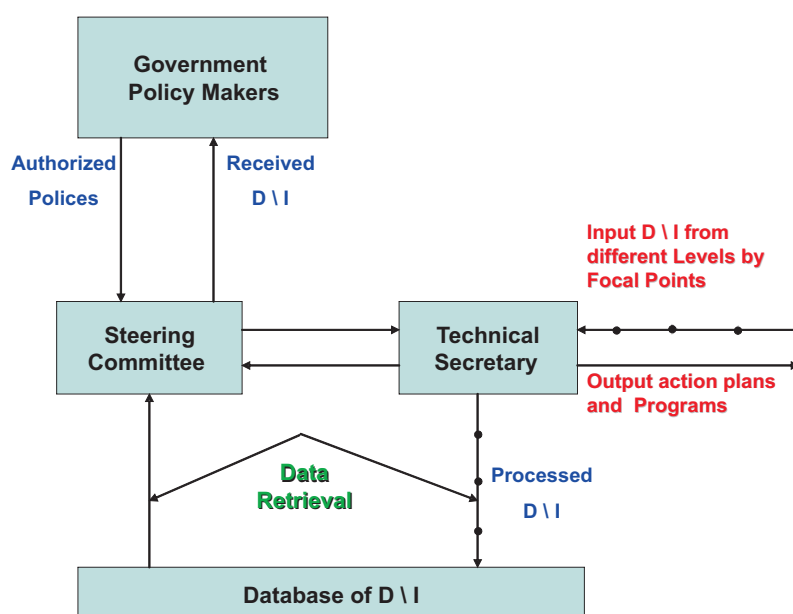 Government
Policy Makers
Authorized
Polices
Received
D \ I
Input D \ I from
different Levels by
Focal Points
Steering
Committee
Technical
Secretary
Output action plans
and Programs
Data
Retrieval
Processed
D \ I
Database of D \ I